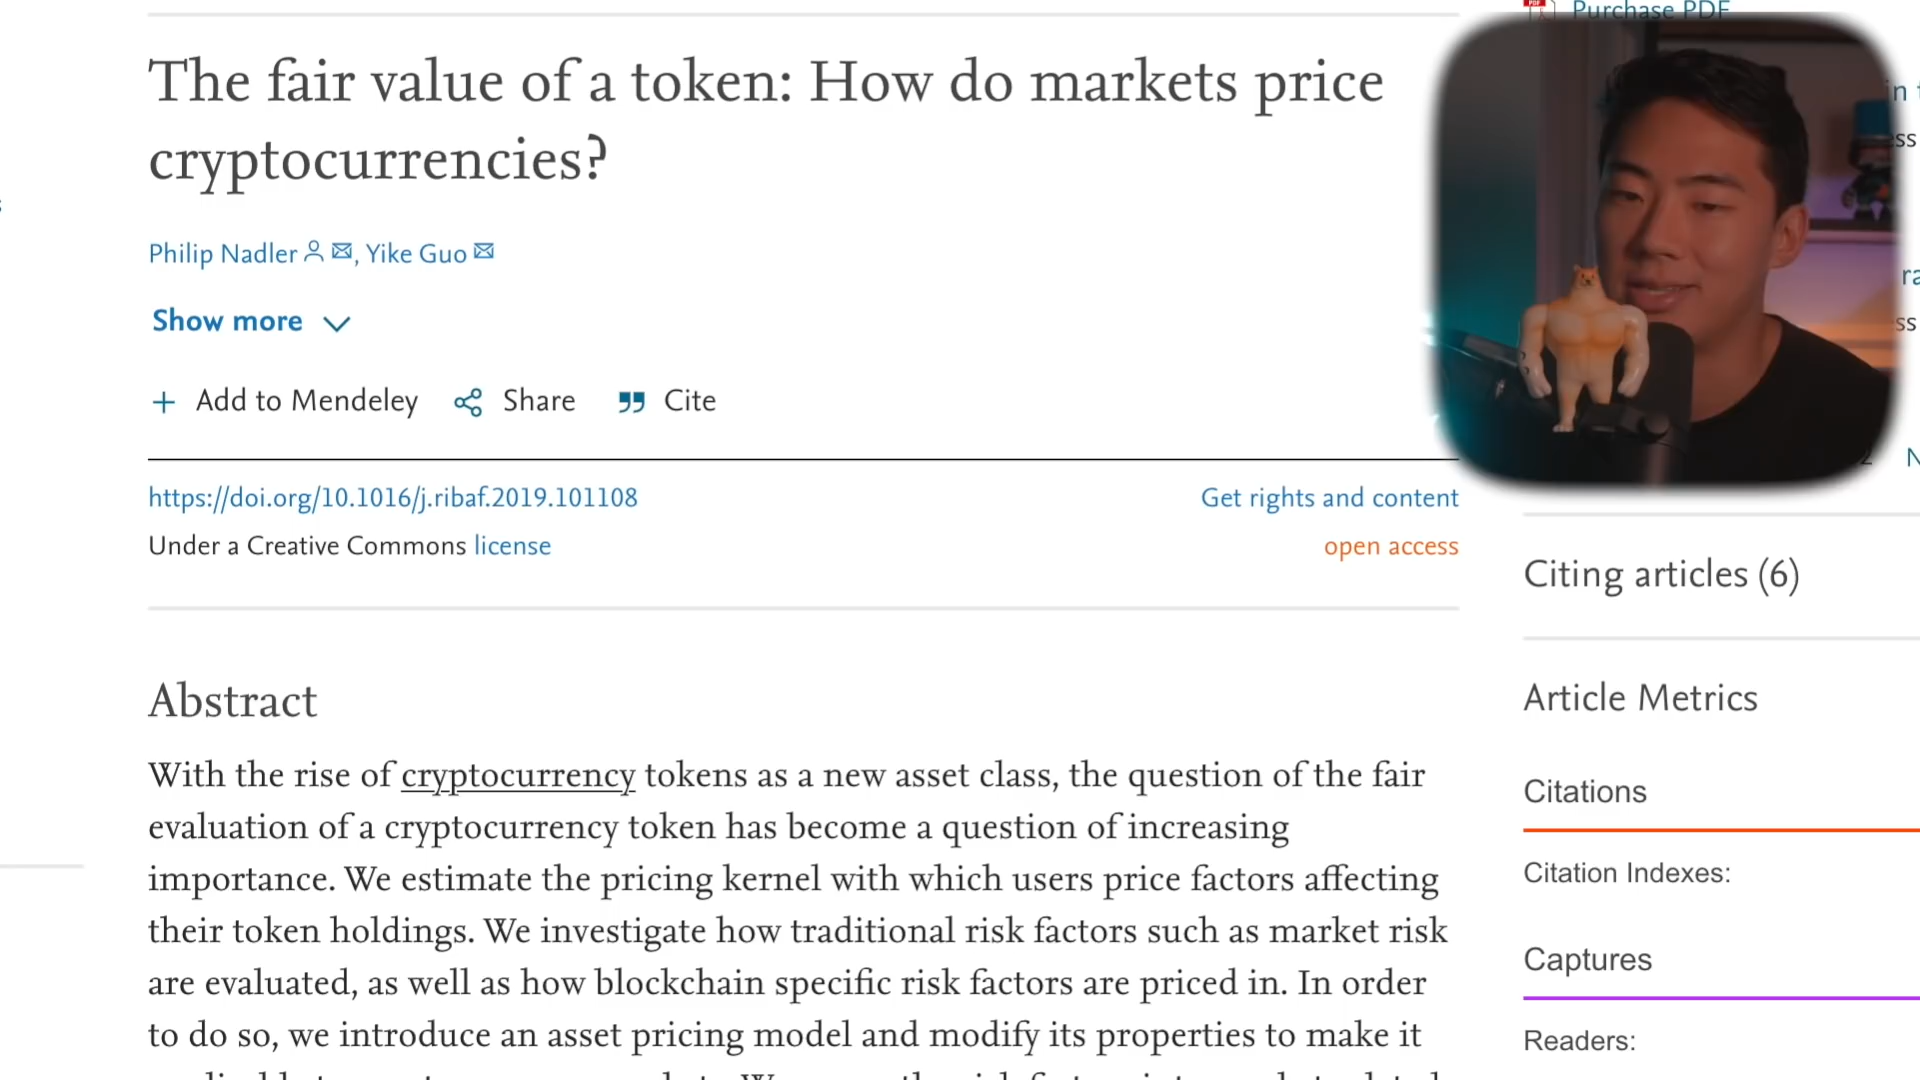 Purchase PDF
The fair value of a token: How do markets price
cryptocurrencies?
Philip Nadler, Yike Guo
Show more
Add to Mendeley Share Cite
https://doi.org/10.1016/j.ribaf.2019.101108 Get rights and content
Under a Creative Commons license open access
Citing articles (6)
Abstract
Article Metrics
With the rise of cryptocurrency tokens as a new asset class, the question of the fair
evaluation of a cryptocurrency token has become a question of increasing
importance. We estimate the pricing kernel with which users price factors affecting
their token holdings. We investigate how traditional risk factors such as market risk
are evaluated, as well as how blockchain specific risk factors are priced in. In order
to do so, we introduce an asset pricing model and modify its properties to make it
Citations
Citation Indexes:
Captures
Readers: